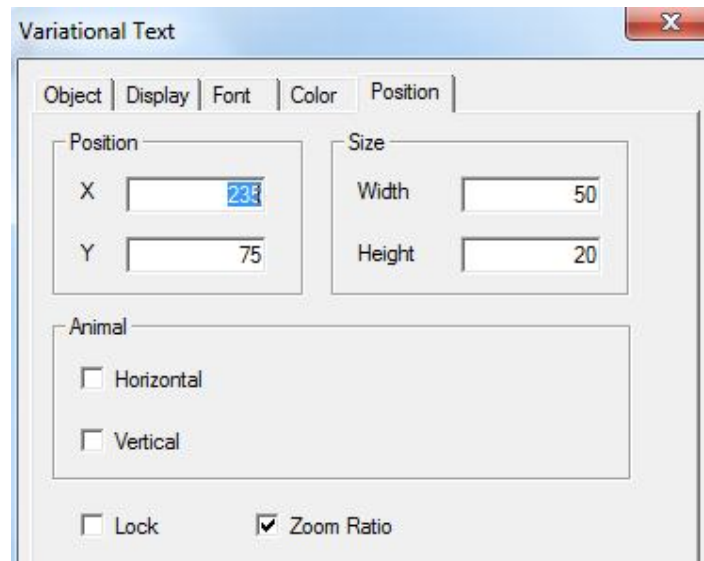 Variational Text
Object Display Font Color Position
Position Size
X 235 Width 50
Y 75 Height 20
Animal
Horizontal
Vertical
Lock Zoom Ratio